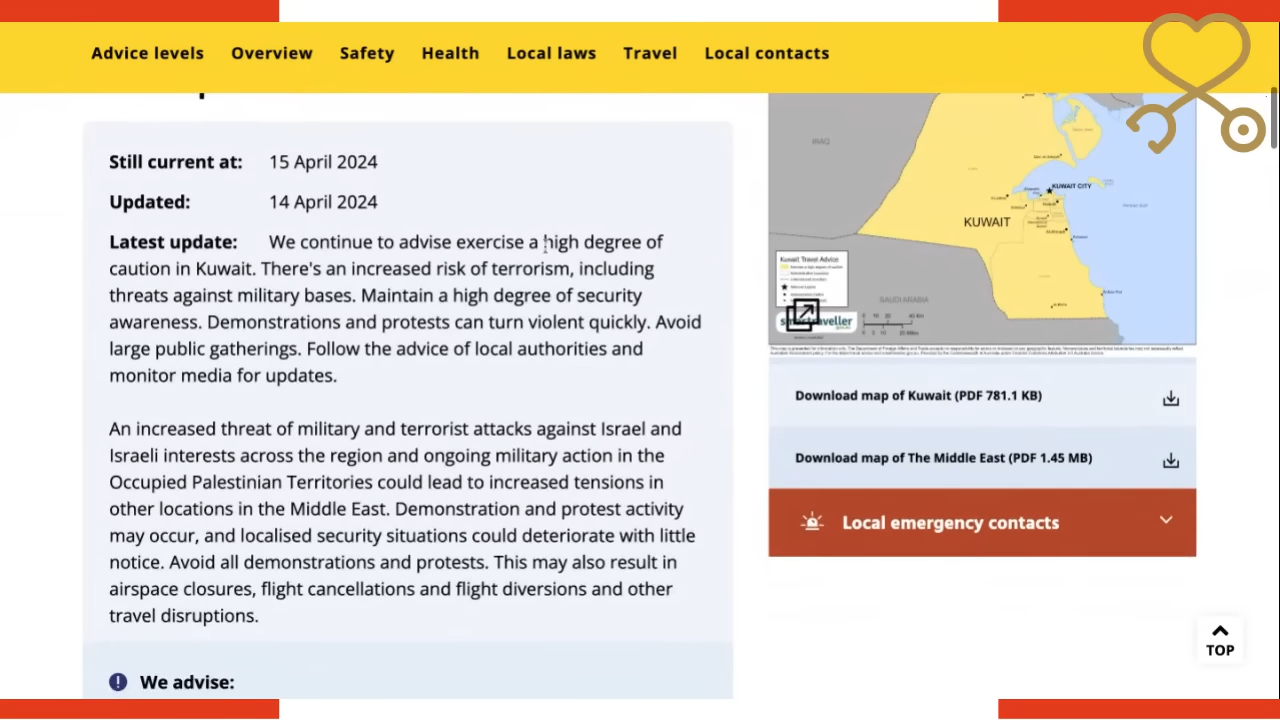 Advice levels Overview Safety Health Local laws Travel Local contacts
Still current at: 15 April 2024
Updated: 14 April 2024
Latest update: We continue to advise exercise a high degree of
caution in Kuwait. There's an increased risk of terrorism, including
threats against military bases. Maintain a high degree of security
awareness. Demonstrations and protests can turn violent quickly. Avoid
large public gatherings. Follow the advice of local authorities and
monitor media for updates.
An increased threat of military and terrorist attacks against Israel and
Israeli interests across the region and ongoing military action in the
Occupied Palestinian Territories could lead to increased tensions in
other locations in the Middle East. Demonstration and protest activity
may occur, and localised security situations could deteriorate with little
notice. Avoid all demonstrations and protests. This may also result in
airspace closures, flight cancellations and flight diversions and other
travel disruptions.
We advise:
IRAQ
KUWAIT CITY
KUWAIT
Kuwait Travel Advice
SAUDI ARABIA
Download map of Kuwait (PDF 781.1 KB)
Download map of The Middle East (PDF 1.45 MB)
Local emergency contacts
TOP